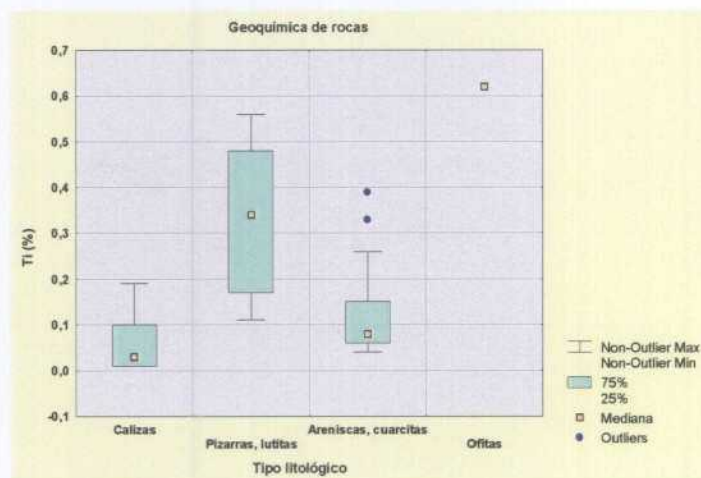 Geoquímica de rocas
Ti (%)
0,7
0,6
0,5
0,4
0,3
0,2
0,1
0,0
-0,1
Calizas
Pizarras, lutitas
Areniscas, cuarcitas
Ofitas
Tipo litológico
Non-Outlier Max
Non-Outlier Min
75%
25%
Mediana
Outliers